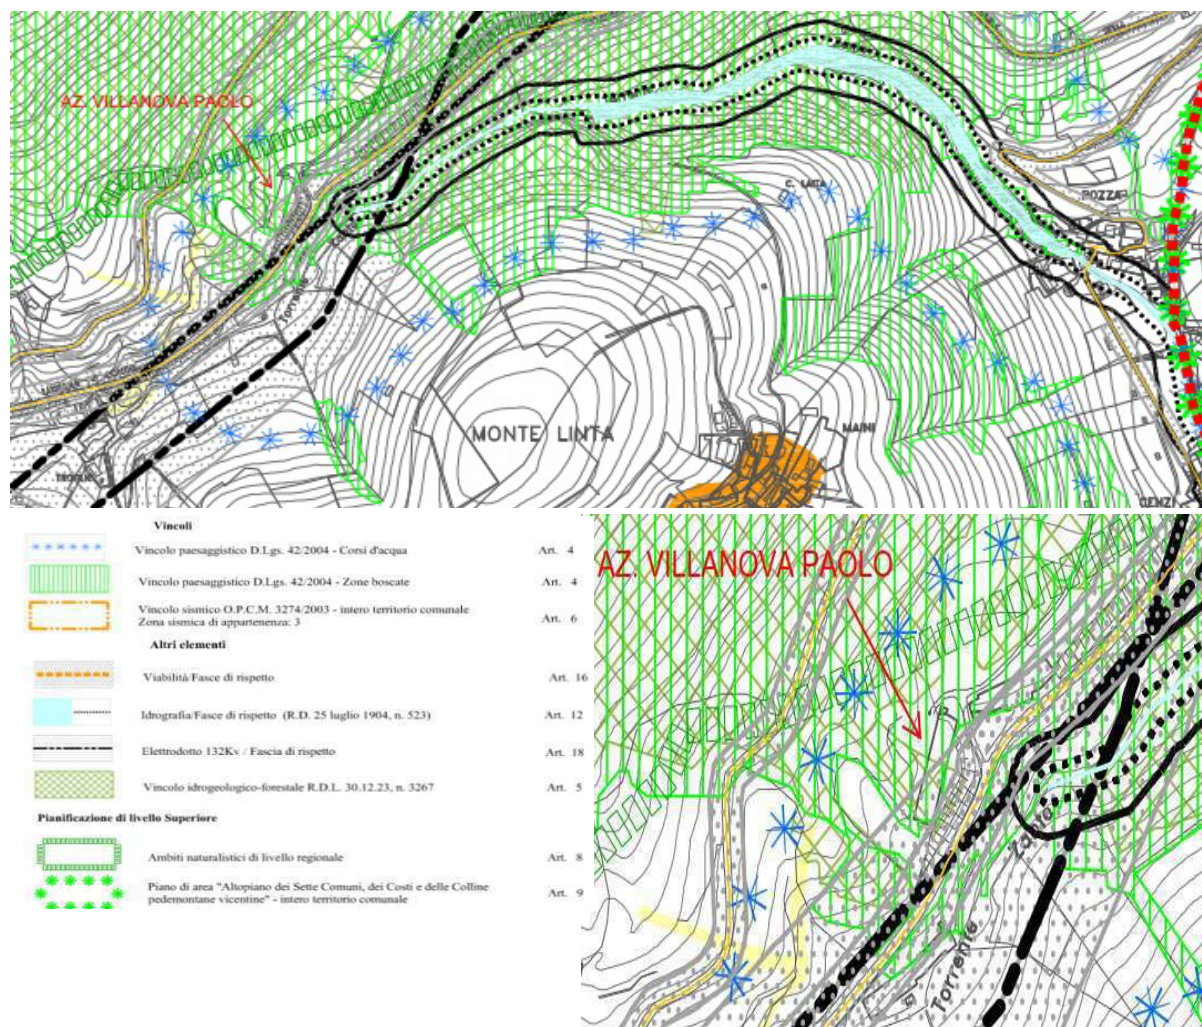 AZ. VILLANOVA PAOLO
C. LAITA
POZZA
MONTE LINTA
MAINI
GENZI
Vincoli
Vincolo paesaggistico D.Lgs. 42/2004 - Corsi d'acqua Art. 4
Vincolo paesaggistico D.Lgs. 42/2004 - Zone boscate Art. 4
Vincolo sismico O.P.C.M. 3274/2003 - intero territorio comunale
Zona sismica di appartenenza: 3 Art. 6
Altri elementi
Viabilità/Fasce di rispetto Art. 16
Idrografia/Fasce di rispetto (R.D. 25 luglio 1904, n. 523) Art. 12
Elettrodotto 132Kv / Fascia di rispetto Art. 18
Vincolo idrogeologico-forestale R.D.L. 30.12.23, n. 3267 Art. 5
Pianificazione di livello Superiore
Ambiti naturalistici di livello regionale Art. 8
Piano di area "Altopiano dei Sette Comuni, dei Costi e delle Colline
pedemontane vicentine" - intero territorio comunale Art. 9
AZ. VILLANOVA PAOLO
Torrente